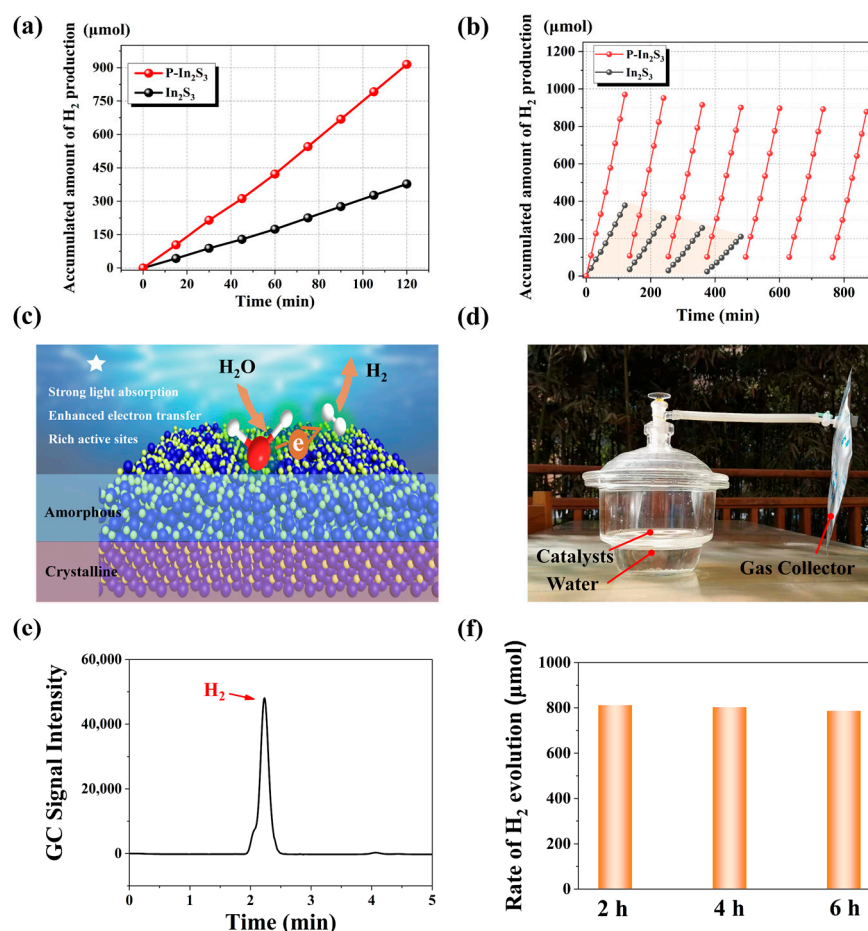 (a)
(μmol)
Accumulated amount of H₂ production
900
750
600
450
300
150
0
P-In₂S₃
In₂S₃
0 20 40 60 80 100 120
Time (min)
(b)
(μmol)
Accumulated amount of H₂ production
1200
1000
800
600
400
200
0
P-In₂S₃
In₂S₃
0 200 400 600 800
Time (min)
(c)
Strong light absorption
Enhanced electron transfer
Rich active sites
H₂O
H₂
e
Amorphous
Crystalline
(d)
Catalysts
Water
Gas Collector
(e)
GC Signal Intensity
60,000
40,000
20,000
0
H₂
0 1 2 3 4 5
Time (min)
(f)
Rate of H₂ evolution (μmol)
1000
800
600
400
200
0
2 h 4 h 6 h